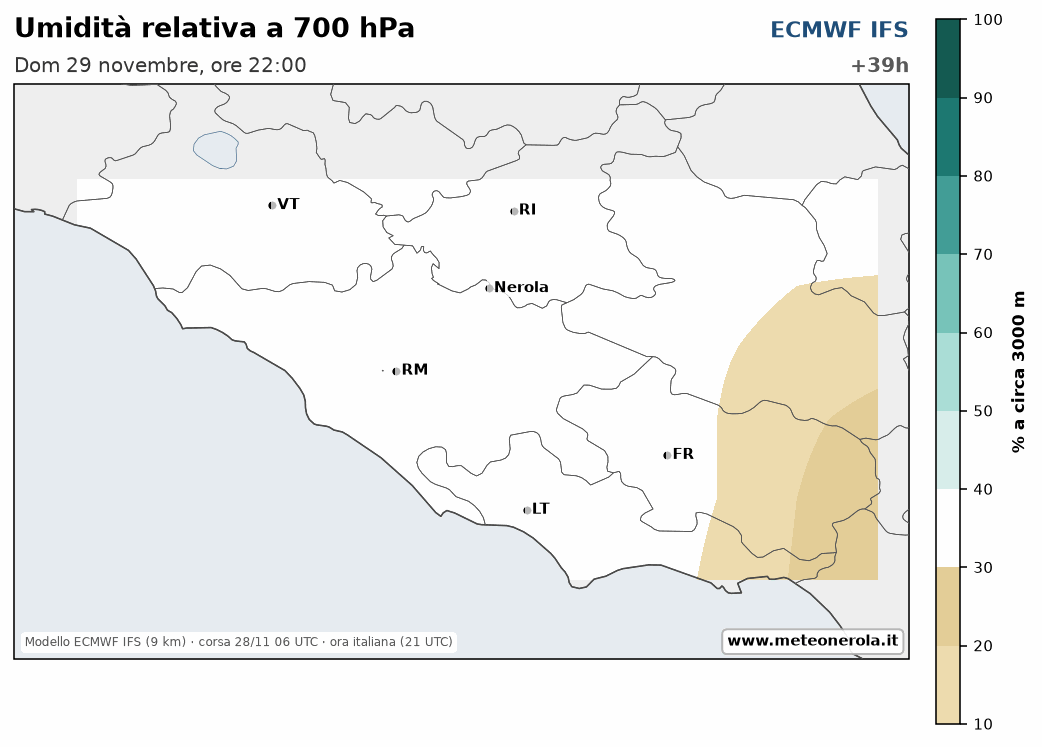 Umidità relativa a 700 hPa
ECMWF IFS
Dom 29 novembre, ore 22:00
+39h
VT
RI
Nerola
RM
FR
LT
100
90
80
70
60
50
40
30
20
10
% a circa 3000 m
Modello ECMWF IFS (9 km) · corsa 28/11 06 UTC · ora italiana (21 UTC)
www.meteonerola.it